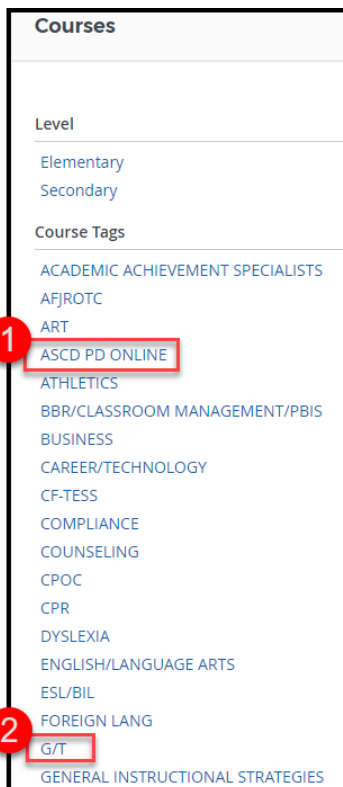 Courses
Level
Elementary
Secondary
Course Tags
ACADEMIC ACHIEVEMENT SPECIALISTS
AFJROTC
ART
1
ASCD PD ONLINE
ATHLETICS
BBR/CLASSROOM MANAGEMENT/PBIS
BUSINESS
CAREER/TECHNOLOGY
CF-TESS
COMPLIANCE
COUNSELING
CPOC
CPR
DYSLEXIA
ENGLISH/LANGUAGE ARTS
ESL/BIL
FOREIGN LANG
2
G/T
GENERAL INSTRUCTIONAL STRATEGIES